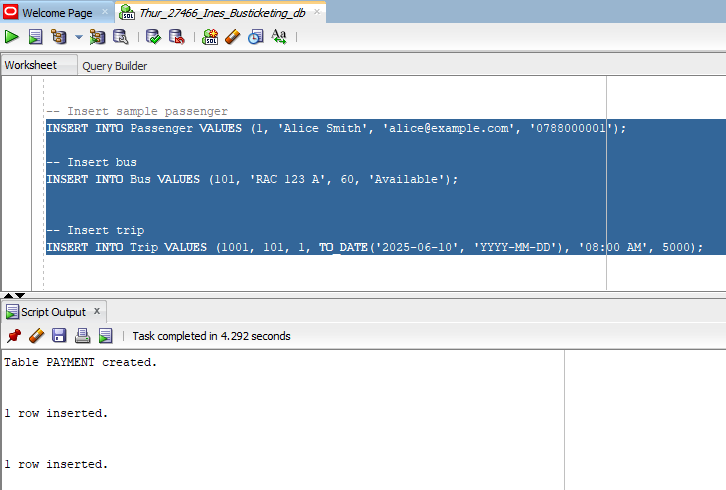 Welcome Page
Thur_27466_Ines_Busticketing_db
SQL
SQL
Aa
Worksheet
Query Builder
-- Insert sample passenger
INSERT INTO Passenger VALUES (1, 'Alice Smith', 'alice@example.com', '0788000001');
-- Insert bus
INSERT INTO Bus VALUES (101, 'RAC 123 A', 60, 'Available');
-- Insert trip
INSERT INTO Trip VALUES (1001, 101, 1, TO_DATE('2025-06-10', 'YYYY-MM-DD'), '08:00 AM', 5000);
Script Output x
Task completed in 4.292 seconds
Table PAYMENT created.
1 row inserted.
1 row inserted.